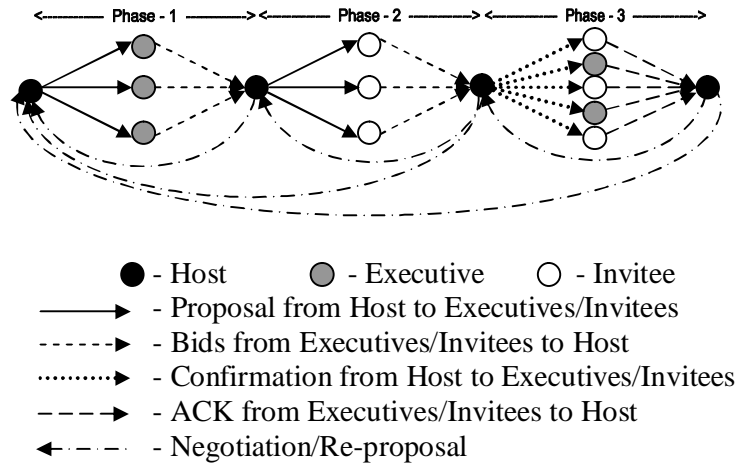 <----------- Phase - 1 -----------> <----------- Phase - 2 -----------> <----------- Phase - 3 ----------->
- Host - Executive - Invitee
- Proposal from Host to Executives/Invitees
- Bids from Executives/Invitees to Host
- Confirmation from Host to Executives/Invitees
- ACK from Executives/Invitees to Host
- Negotiation/Re-proposal